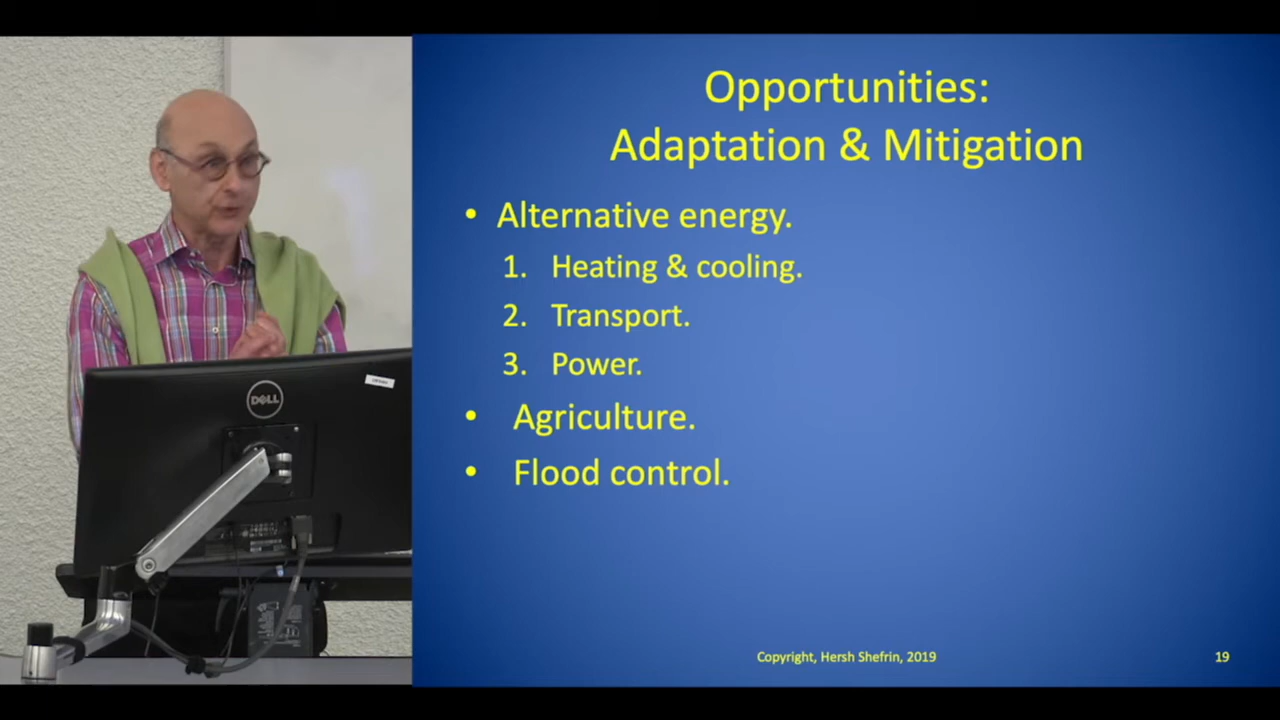 Opportunities:
Adaptation & Mitigation
• Alternative energy.
1. Heating & cooling.
2. Transport.
3. Power.
• Agriculture.
• Flood control.
Copyright, Hersh Shefrin, 2019
19
DELL